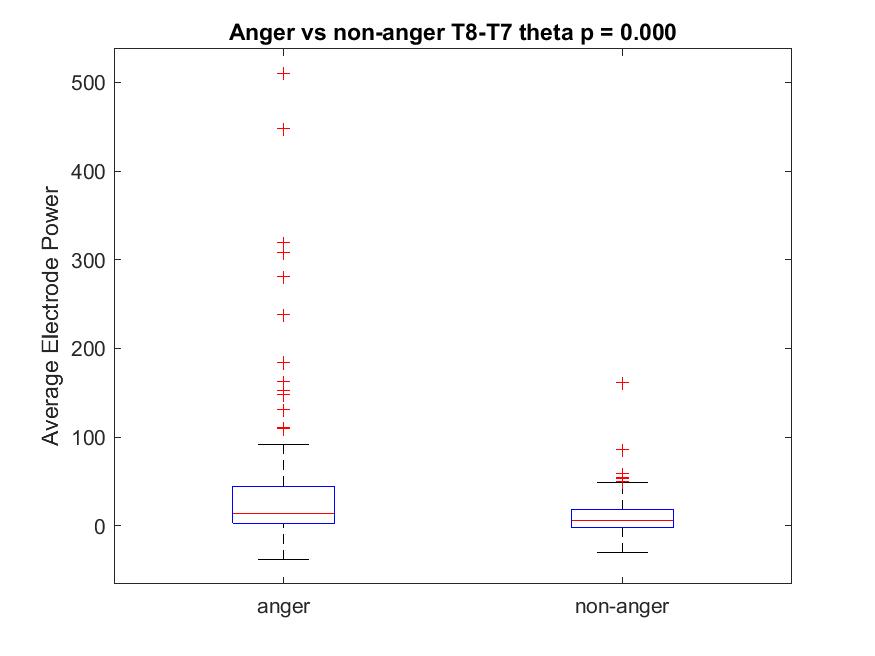 Anger vs non-anger T8-T7 theta p = 0.000
Average Electrode Power
500
400
300
200
100
0
anger
non-anger